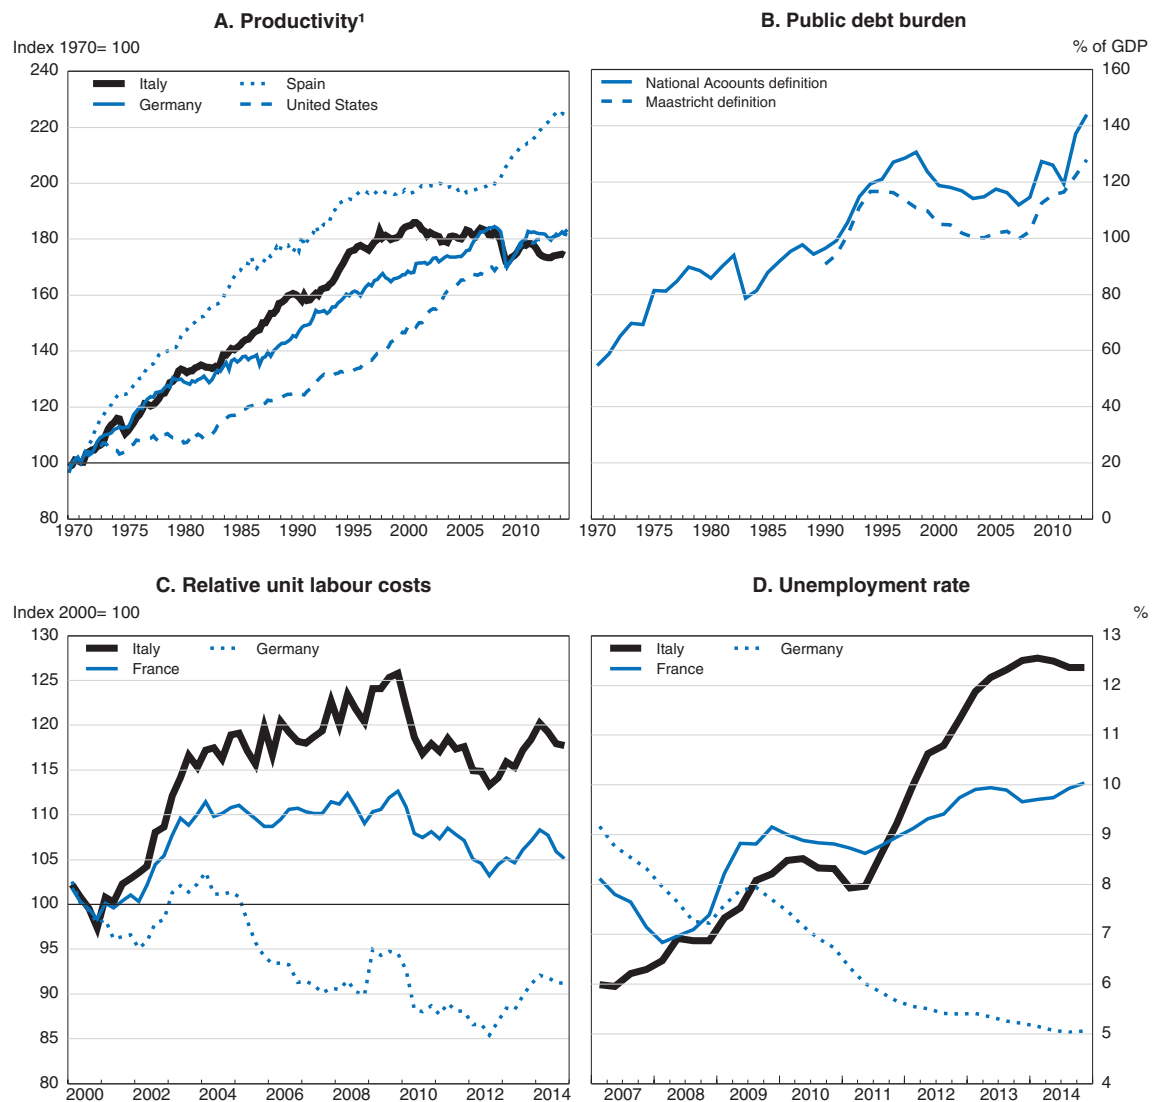 A. Productivity¹
Index 1970= 100
240
220
200
180
160
140
120
100
80
Italy
Spain
Germany
United States
1970 1975 1980 1985 1990 1995 2000 2005 2010
B. Public debt burden
% of GDP
160
140
120
100
80
60
40
20
0
National Acoounts definition
Maastricht definition
1970 1975 1980 1985 1990 1995 2000 2005 2010
C. Relative unit labour costs
Index 2000= 100
130
125
120
115
110
105
100
95
90
85
80
Italy
Germany
France
2000 2002 2004 2006 2008 2010 2012 2014
D. Unemployment rate
%
13
12
11
10
9
8
7
6
5
4
Italy
Germany
France
2007 2008 2009 2010 2011 2012 2013 2014